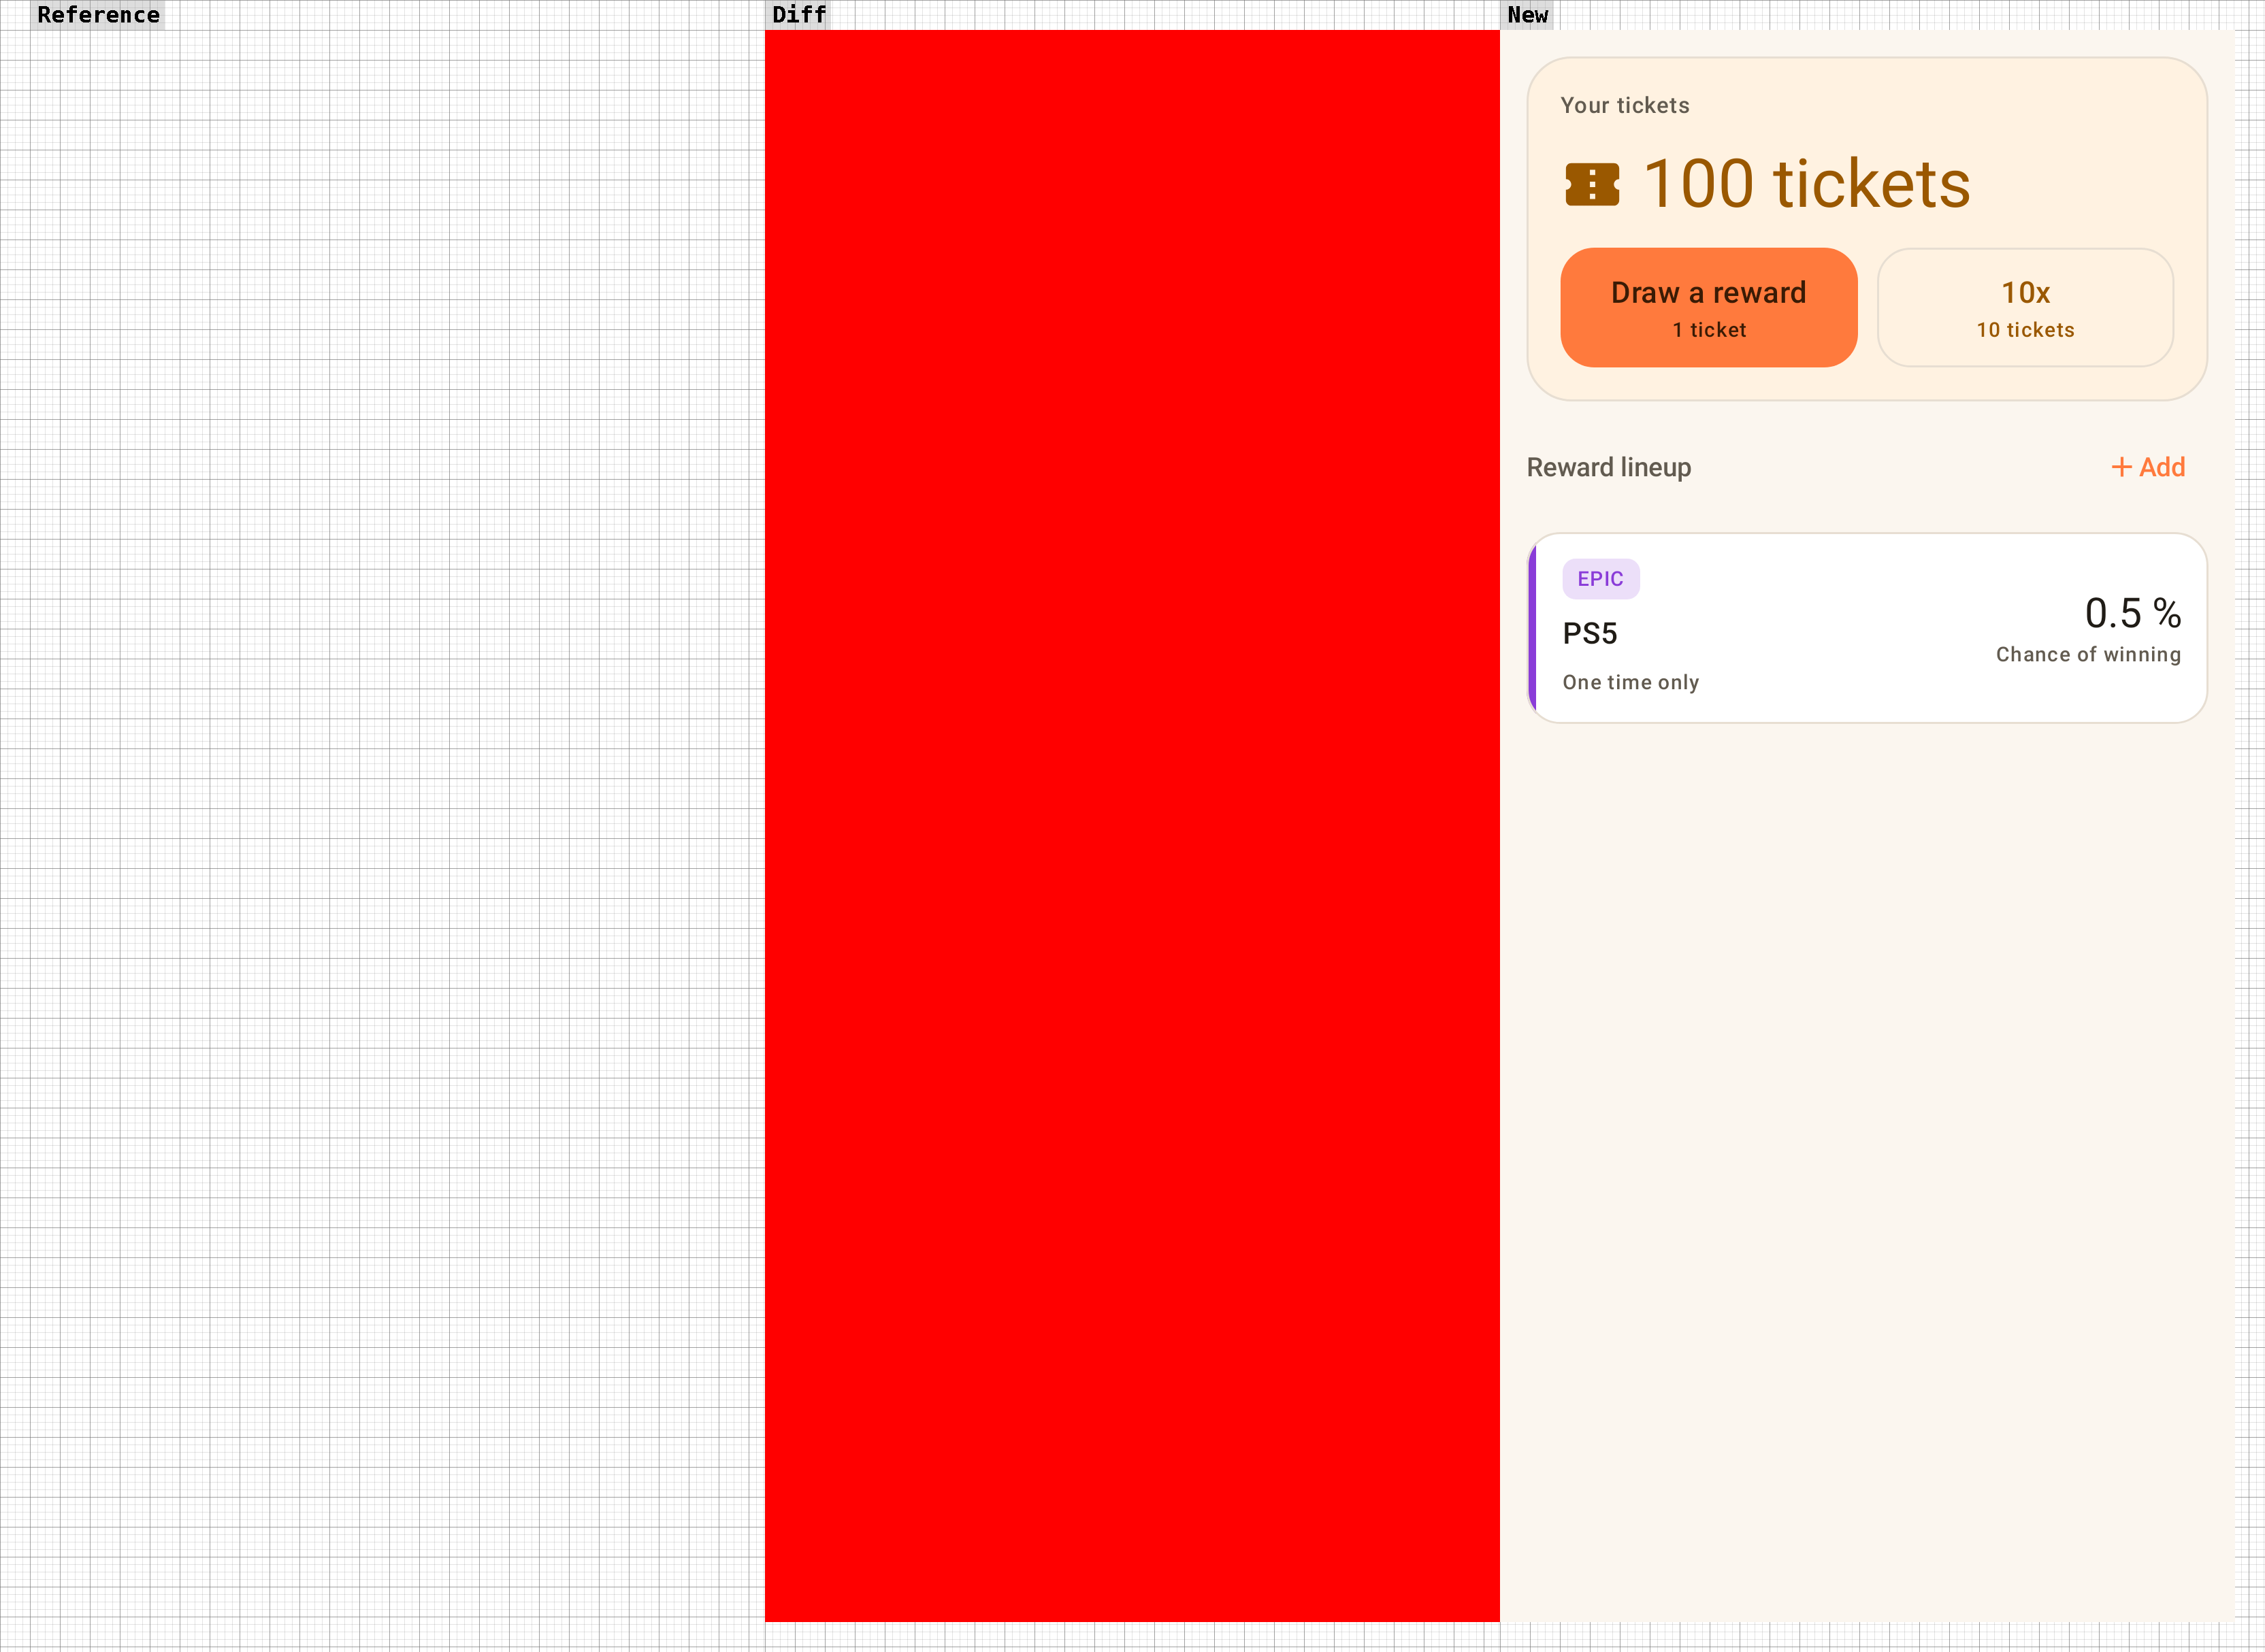 Reference
Diff
New
Your tickets
100 tickets
Draw a reward
1 ticket
10x
10 tickets
Reward lineup
+ Add
EPIC
PS5
One time only
0.5 %
Chance of winning